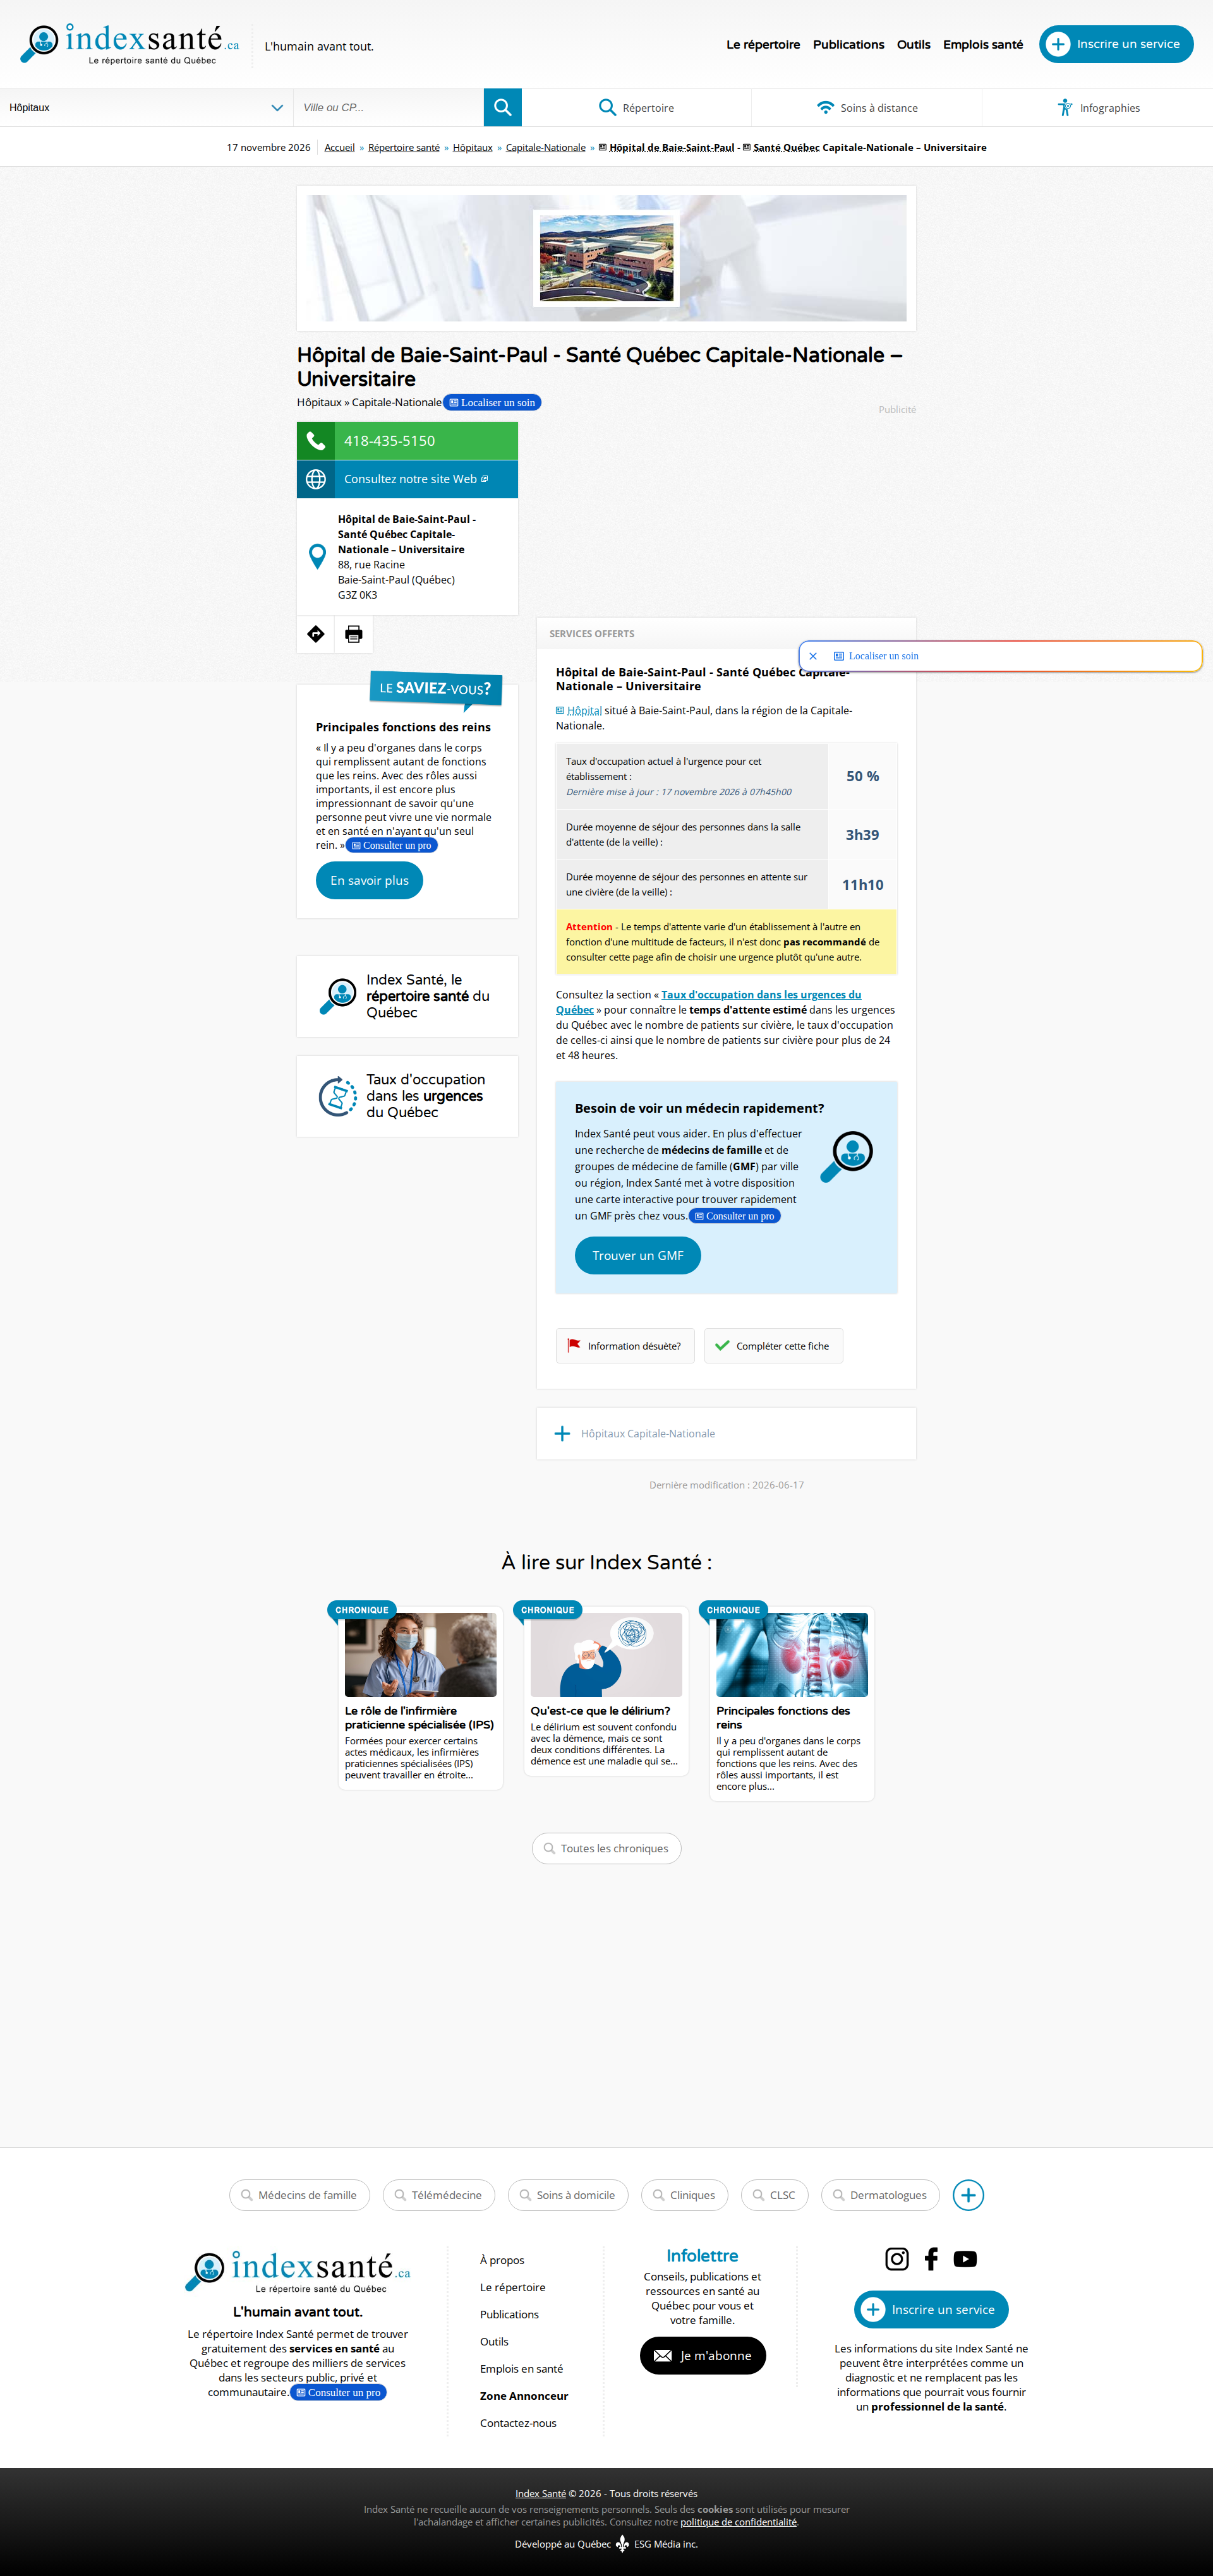 indexsanté.ca
Le répertoire santé du Québec
L'humain avant tout.
Le répertoire
Publications
Outils
Emplois santé
Inscrire un service
Hôpitaux
Ville ou CP...
Répertoire
Soins à distance
Infographies
17 novembre 2026
Accueil » Répertoire santé » Hôpitaux » Capitale-Nationale » Hôpital de Baie-Saint-Paul - Santé Québec Capitale-Nationale – Universitaire
Hôpital de Baie-Saint-Paul - Santé Québec Capitale-Nationale –
Universitaire
Hôpitaux » Capitale-Nationale Localiser un soin
Publicité
418-435-5150
Consultez notre site Web
Hôpital de Baie-Saint-Paul -
Santé Québec Capitale-
Nationale – Universitaire
88, rue Racine
Baie-Saint-Paul (Québec)
G3Z 0K3
LE SAVIEZ-VOUS?
Principales fonctions des reins
« Il y a peu d'organes dans le corps
qui remplissent autant de fonctions
que les reins. Avec des rôles aussi
importants, il est encore plus
impressionnant de savoir qu'une
personne peut vivre une vie normale
et en santé en n'ayant qu'un seul
rein. » Consulter un pro
En savoir plus
Index Santé, le
répertoire santé du
Québec
Taux d'occupation
dans les urgences
du Québec
SERVICES OFFERTS
Localiser un soin
Hôpital de Baie-Saint-Paul - Santé Québec Capitale-
Nationale – Universitaire
Hôpital situé à Baie-Saint-Paul, dans la région de la Capitale-
Nationale.
Taux d'occupation actuel à l'urgence pour cet
établissement :
Dernière mise à jour : 17 novembre 2026 à 07h45h00
50 %
Durée moyenne de séjour des personnes dans la salle
d'attente (de la veille) :
3h39
Durée moyenne de séjour des personnes en attente sur
une civière (de la veille) :
11h10
Attention - Le temps d'attente varie d'un établissement à l'autre en
fonction d'une multitude de facteurs, il n'est donc pas recommandé de
consulter cette page afin de choisir une urgence plutôt qu'une autre.
Consultez la section « Taux d'occupation dans les urgences du
Québec » pour connaître le temps d'attente estimé dans les urgences
du Québec avec le nombre de patients sur civière, le taux d'occupation
de celles-ci ainsi que le nombre de patients sur civière pour plus de 24
et 48 heures.
Besoin de voir un médecin rapidement?
Index Santé peut vous aider. En plus d'effectuer
une recherche de médecins de famille et de
groupes de médecine de famille (GMF) par ville
ou région, Index Santé met à votre disposition
une carte interactive pour trouver rapidement
un GMF près chez vous. Consulter un pro
Trouver un GMF
Information désuète?
Compléter cette fiche
Hôpitaux Capitale-Nationale
Dernière modification : 2026-06-17
À lire sur Index Santé :
CHRONIQUE
Le rôle de l'infirmière
praticienne spécialisée (IPS)
Formées pour exercer certains
actes médicaux, les infirmières
praticiennes spécialisées (IPS)
peuvent travailler en étroite...
CHRONIQUE
Qu'est-ce que le délirium?
Le délirium est souvent confondu
avec la démence, mais ce sont
deux conditions différentes. La
démence est une maladie qui se...
CHRONIQUE
Principales fonctions des
reins
Il y a peu d'organes dans le corps
qui remplissent autant de
fonctions que les reins. Avec des
rôles aussi importants, il est
encore plus...
Toutes les chroniques
Médecins de famille
Télémédecine
Soins à domicile
Cliniques
CLSC
Dermatologues
indexsanté.ca
Le répertoire santé du Québec
L'humain avant tout.
Le répertoire Index Santé permet de trouver
gratuitement des services en santé au
Québec et regroupe des milliers de services
dans les secteurs public, privé et
communautaire. Consulter un pro
À propos
Le répertoire
Publications
Outils
Emplois en santé
Zone Annonceur
Contactez-nous
Infolettre
Conseils, publications et
ressources en santé au
Québec pour vous et
votre famille.
Je m'abonne
Inscrire un service
Les informations du site Index Santé ne
peuvent être interprétées comme un
diagnostic et ne remplacent pas les
informations que pourrait vous fournir
un professionnel de la santé.
Index Santé © 2026 - Tous droits réservés
Index Santé ne recueille aucun de vos renseignements personnels. Seuls des cookies sont utilisés pour mesurer
l'achalandage et afficher certaines publicités. Consultez notre politique de confidentialité.
Développé au Québec ESG Média inc.